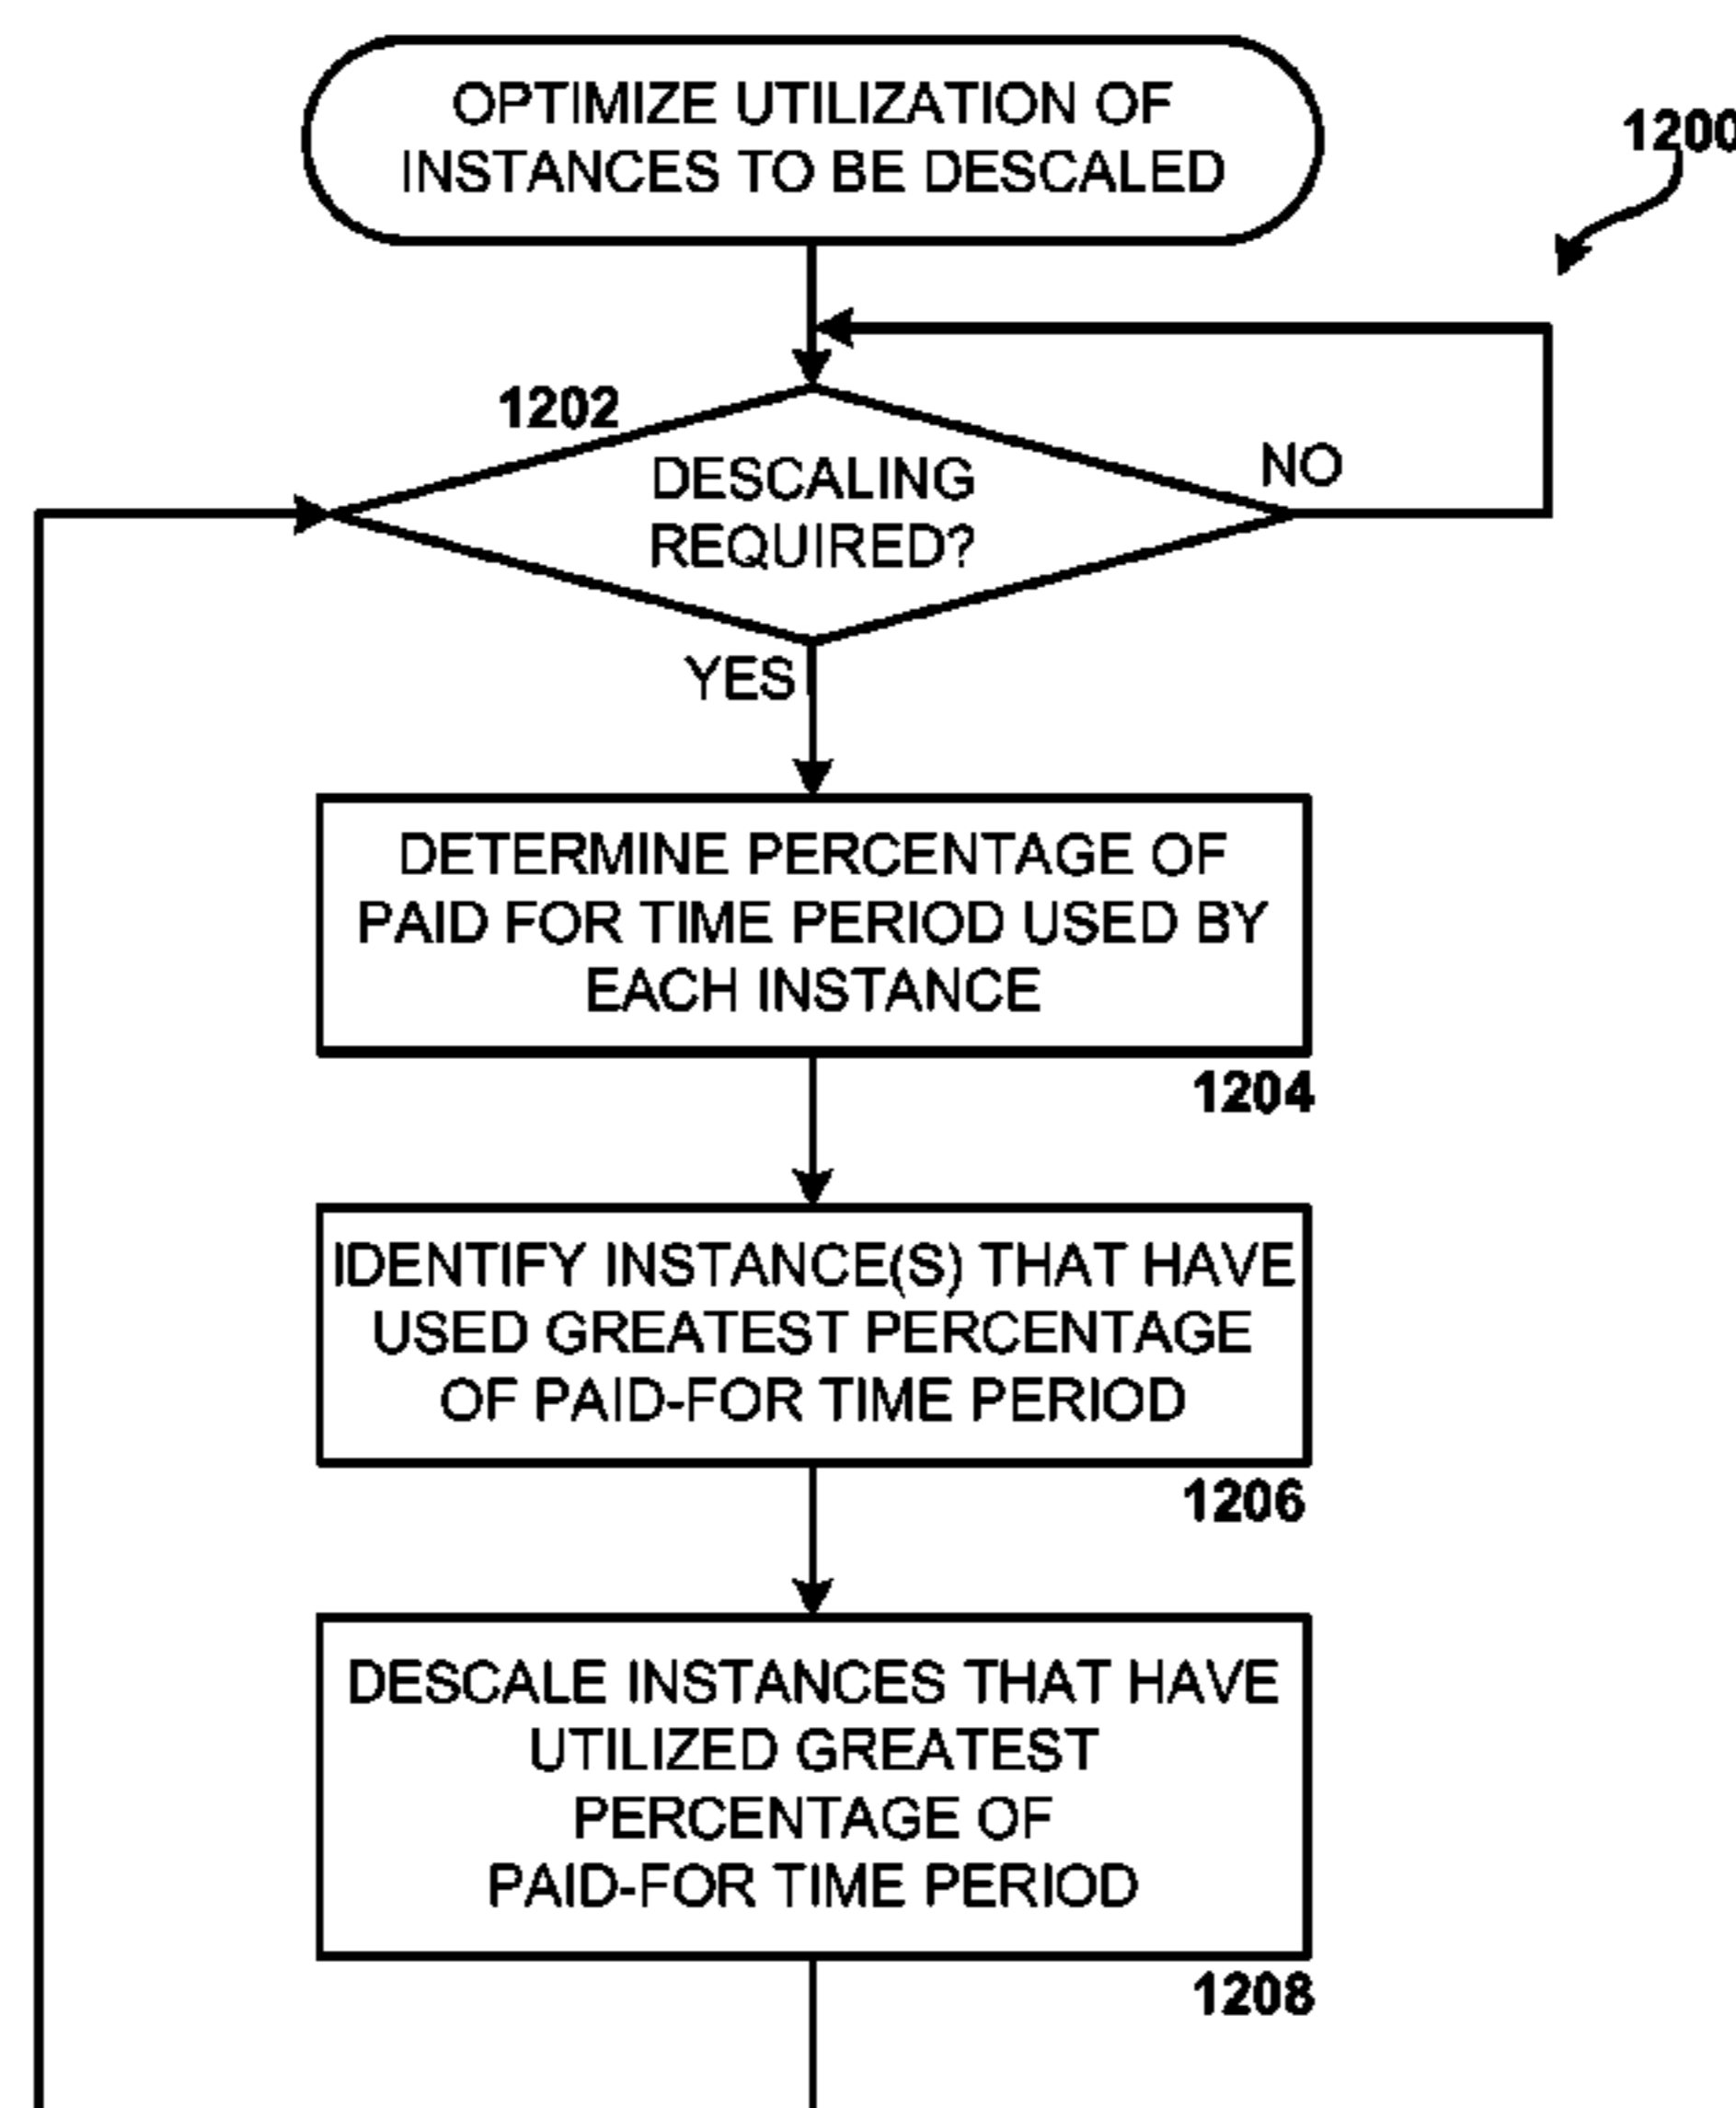 OPTIMIZE UTILIZATION OF
INSTANCES TO BE DESCALED
1200
1202
DESCALING
REQUIRED?
NO
YES
DETERMINE PERCENTAGE OF
PAID FOR TIME PERIOD USED BY
EACH INSTANCE
1204
IDENTIFY INSTANCE(S) THAT HAVE
USED GREATEST PERCENTAGE
OF PAID-FOR TIME PERIOD
1206
DESCALE INSTANCES THAT HAVE
UTILIZED GREATEST
PERCENTAGE OF
PAID-FOR TIME PERIOD
1208